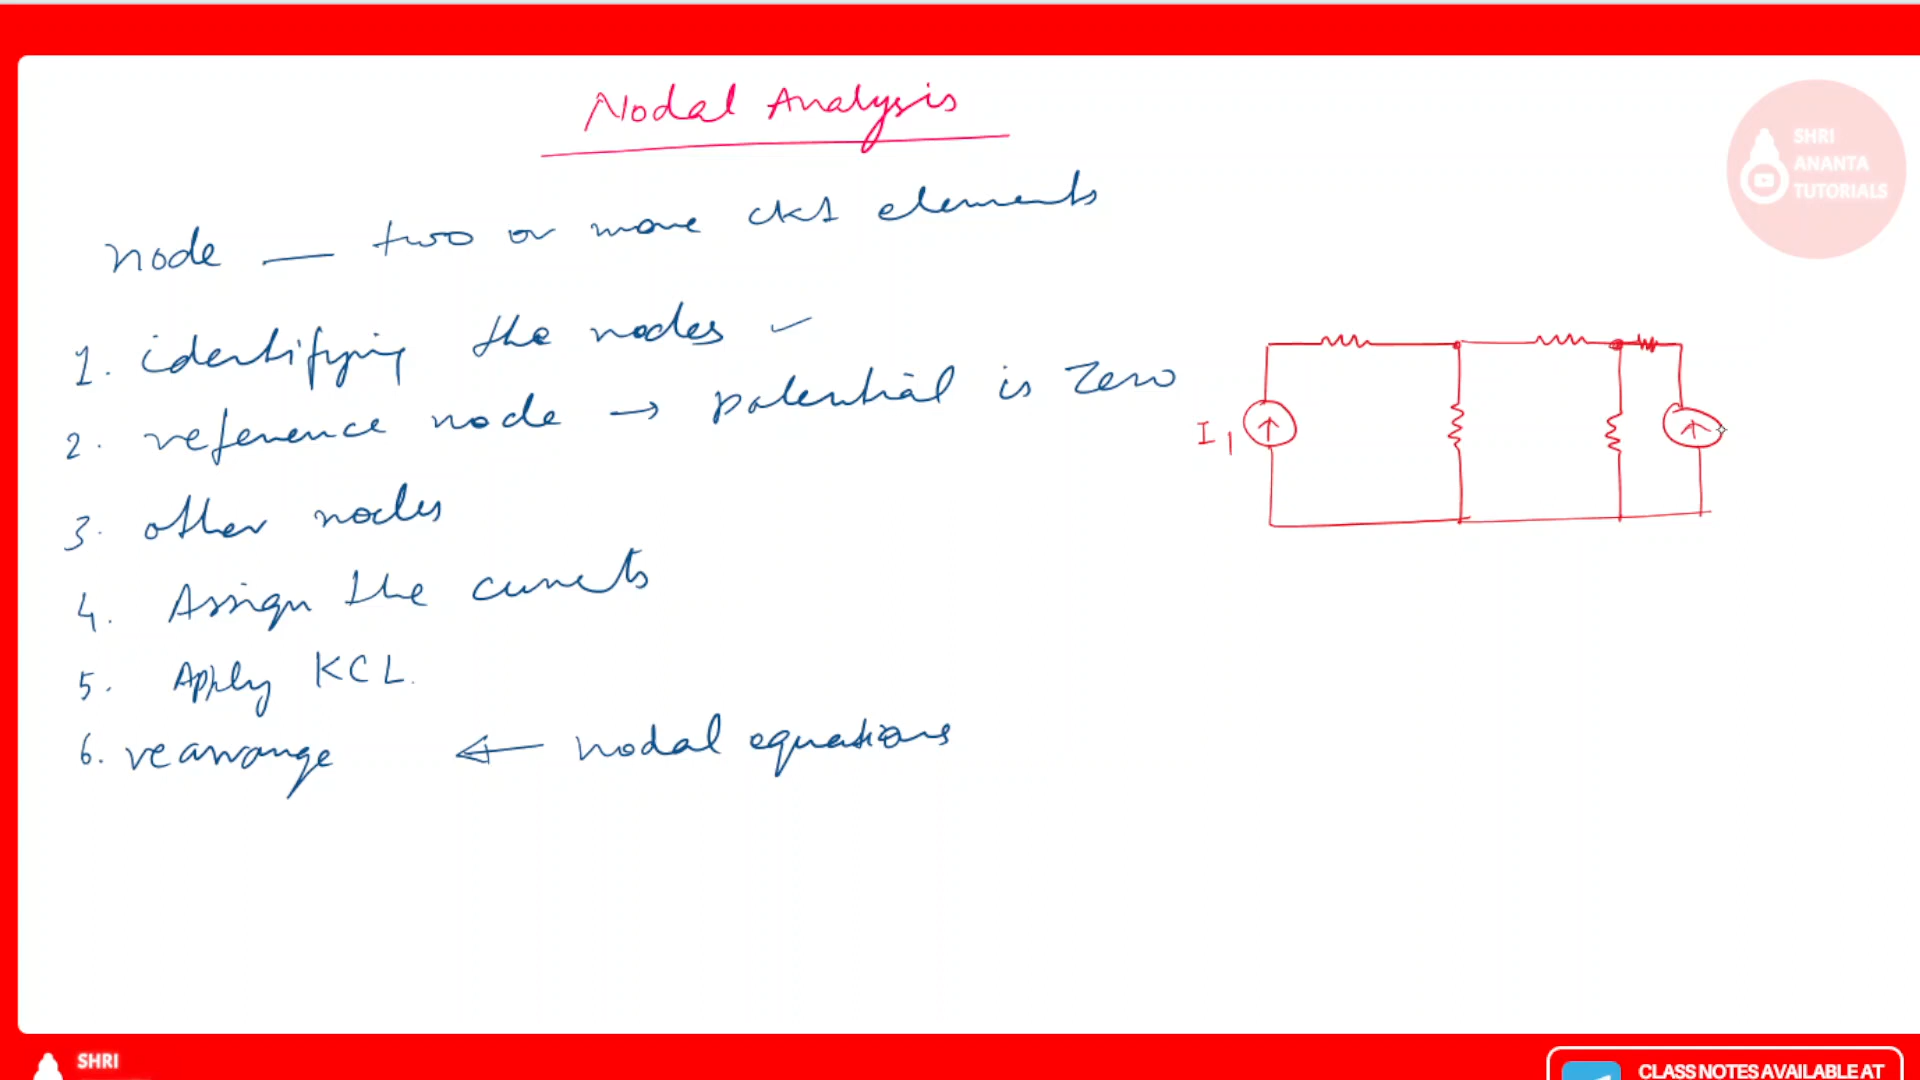 Nodal Analysis
SHRI
ANANTA
TUTORIALS
node — two or more ckt elements
1. identifying the nodes ✓
2. reference node → potential is zero
I1
3. other nodes
4. Assign the currents
5. Apply KCL.
6. rearrange ← nodal equations
SHRI
CLASS NOTES AVAILABLE AT